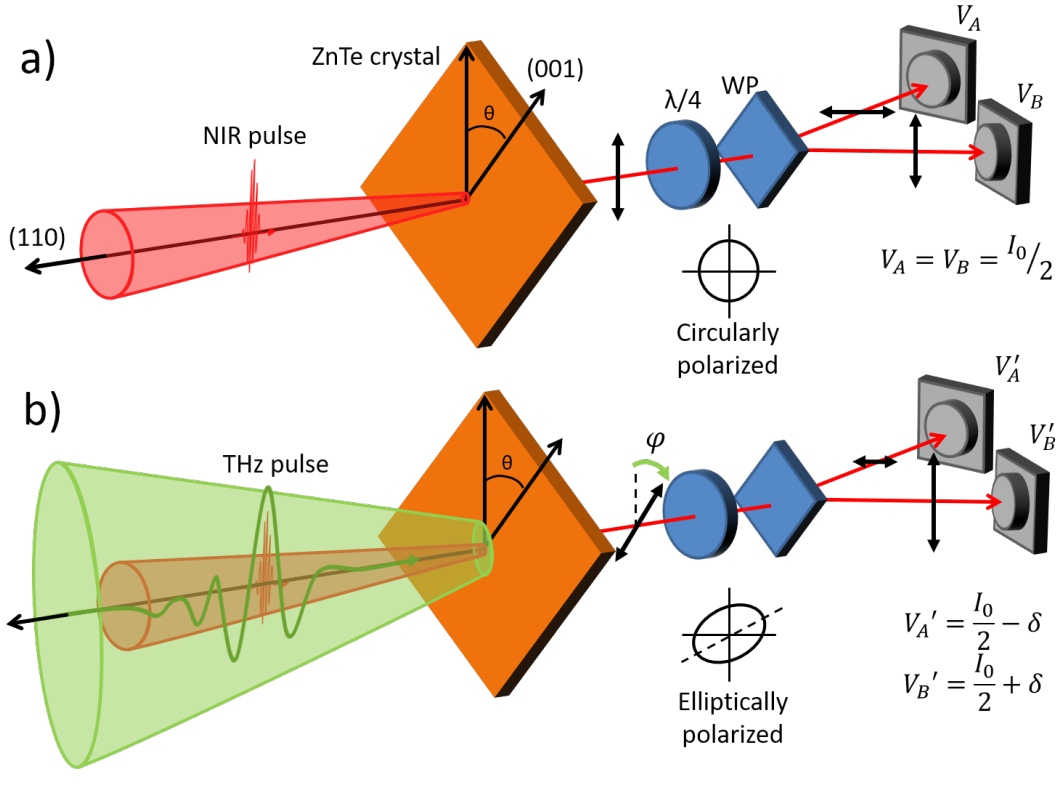 a)
ZnTe crystal
(001)
θ
NIR pulse
(110)
λ/4
WP
V_A
V_B
V_A = V_B = I_0/2
Circularly
polarized
b)
THz pulse
θ
φ
V_A′
V_B′
V_A′ = I_0/2 − δ
V_B′ = I_0/2 + δ
Elliptically
polarized